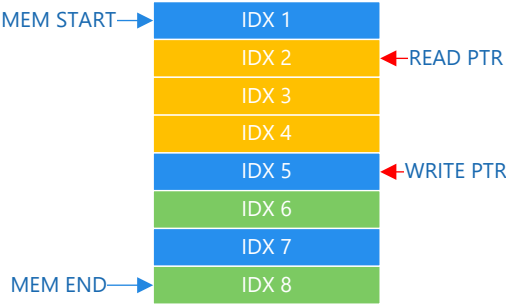 MEM START IDX 1
IDX 2 READ PTR
IDX 3
IDX 4
IDX 5 WRITE PTR
IDX 6
IDX 7
MEM END IDX 8